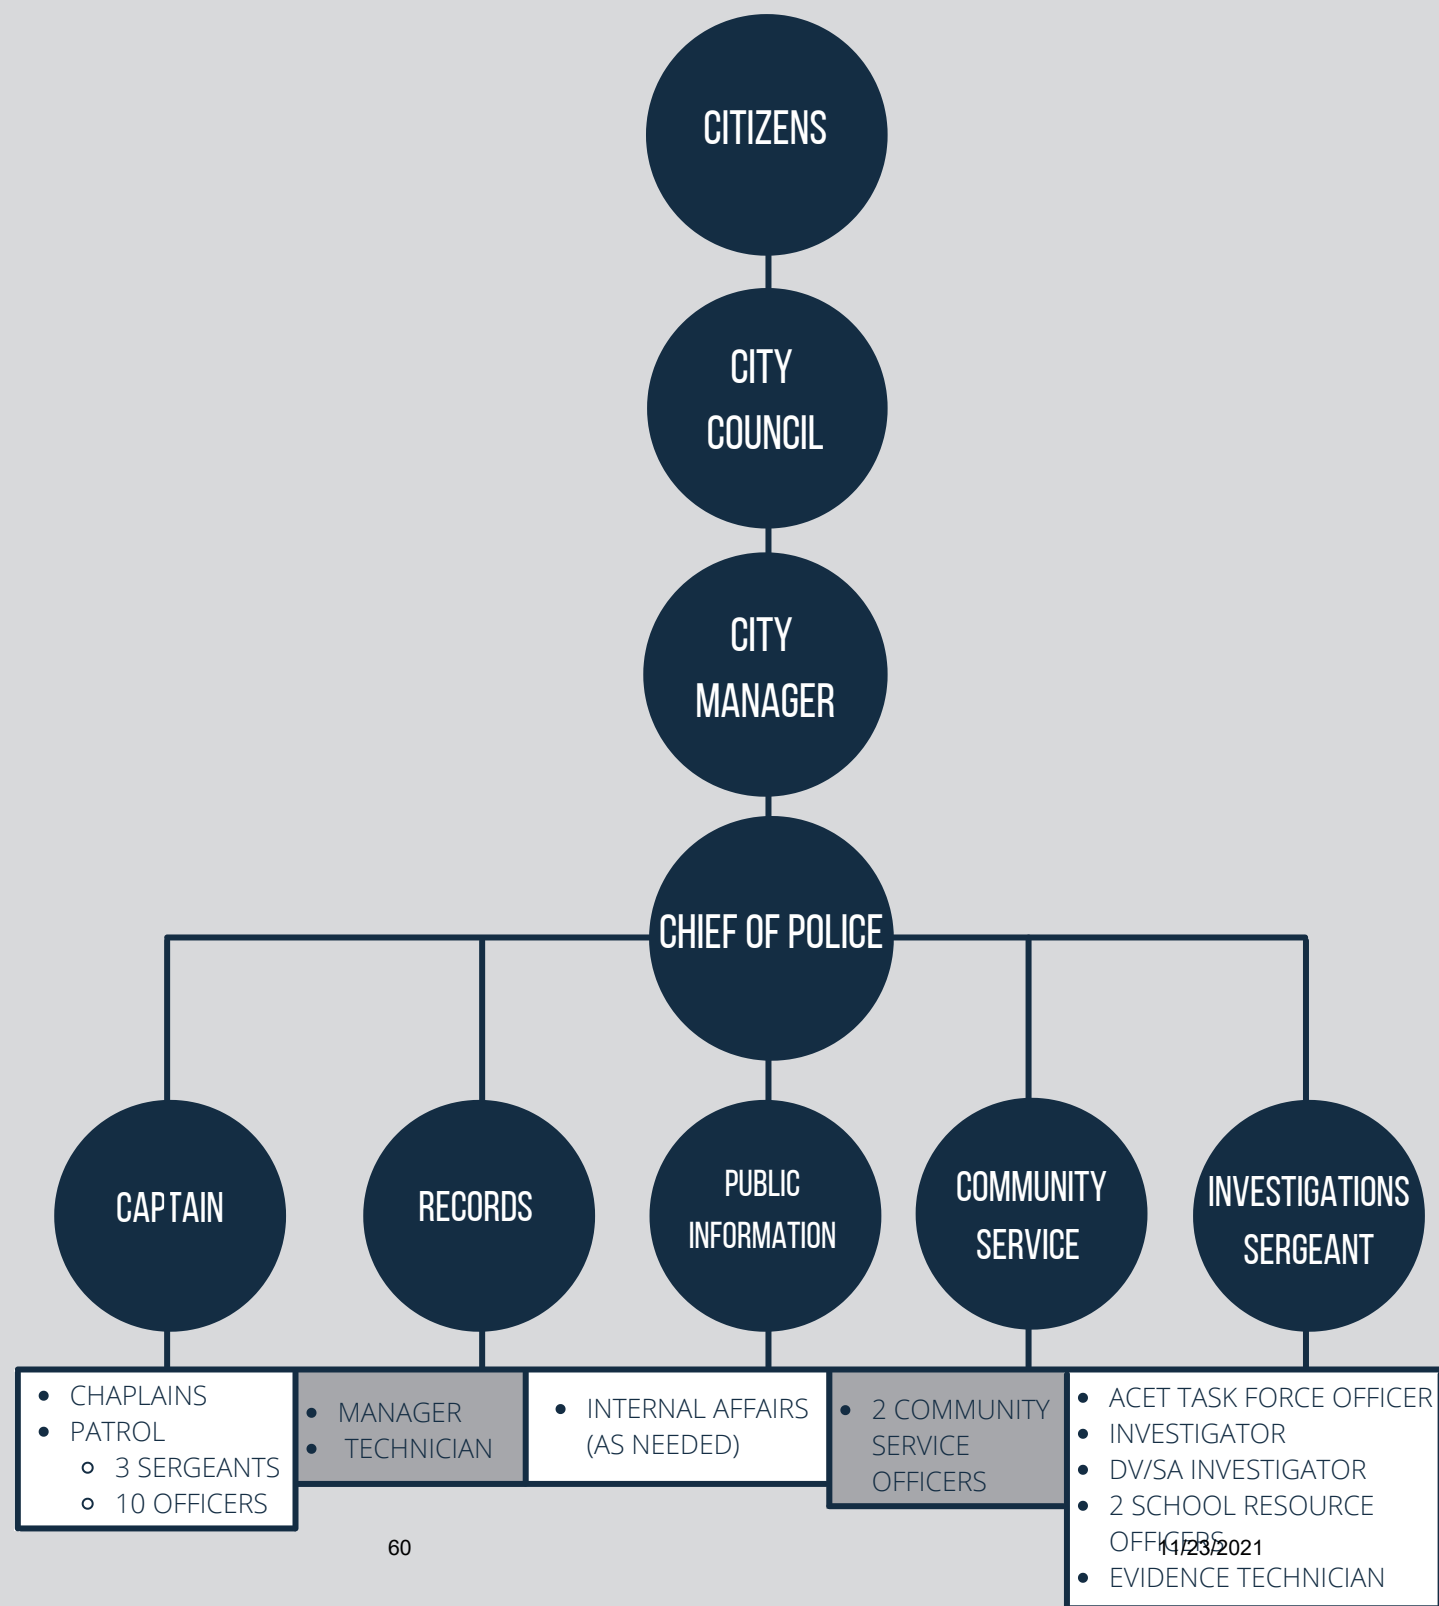 CITIZENS
CITY
COUNCIL
CITY
MANAGER
CHIEF OF POLICE
CAPTAIN
RECORDS
PUBLIC
INFORMATION
COMMUNITY
SERVICE
INVESTIGATIONS
SERGEANT
• CHAPLAINS
• PATROL
○ 3 SERGEANTS
○ 10 OFFICERS
• MANAGER
• TECHNICIAN
• INTERNAL AFFAIRS
(AS NEEDED)
• 2 COMMUNITY
SERVICE
OFFICERS
• ACET TASK FORCE OFFICER
• INVESTIGATOR
• DV/SA INVESTIGATOR
• 2 SCHOOL RESOURCE
OFFICERS
• EVIDENCE TECHNICIAN
60
11/23/2021